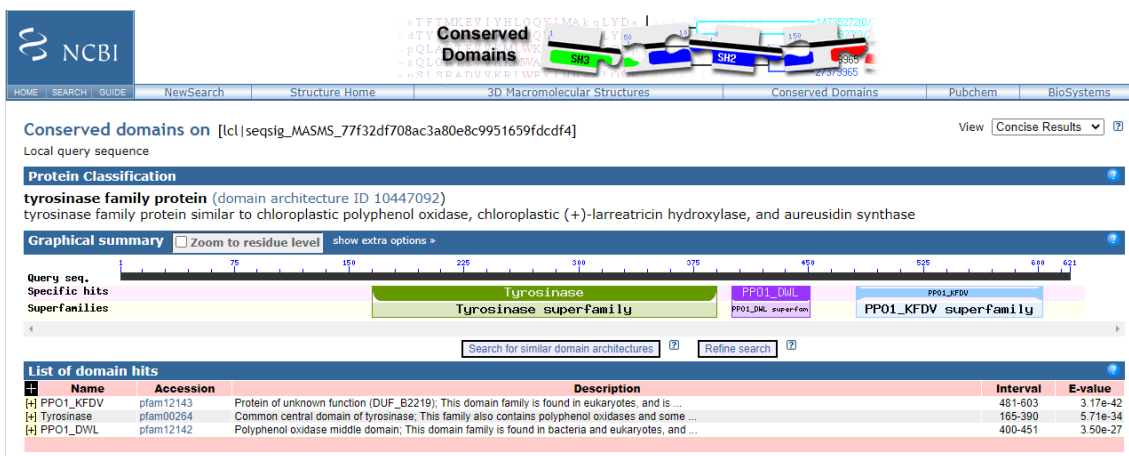 NCBI
Conserved
Domains
SH3
SH2
HOME SEARCH GUIDE NewSearch Structure Home 3D Macromolecular Structures Conserved Domains Pubchem BioSystems
Conserved domains on [lcl|seqsig_MASMS_77f32df708ac3a80e8c9951659fdcdf4]
View Concise Results
Local query sequence
Protein Classification
tyrosinase family protein (domain architecture ID 10447092)
tyrosinase family protein similar to chloroplastic polyphenol oxidase, chloroplastic (+)-larreatricin hydroxylase, and aureusidin synthase
Graphical summary Zoom to residue level show extra options »
1 75 150 225 300 375 450 525 600 621
Query seq.
Specific hits Tyrosinase PPO1_DWL PPO1_KFDV
Superfamilies Tyrosinase superfamily PPO1_DWL superfam PPO1_KFDV superfamily
Search for similar domain architectures Refine search
List of domain hits
Name Accession Description Interval E-value
[+] PPO1_KFDV pfam12143 Protein of unknown function (DUF_B2219); This domain family is found in eukaryotes, and is ... 481-603 3.17e-42
[+] Tyrosinase pfam00264 Common central domain of tyrosinase; This family also contains polyphenol oxidases and some ... 165-390 5.71e-34
[+] PPO1_DWL pfam12142 Polyphenol oxidase middle domain; This domain family is found in bacteria and eukaryotes, and ... 400-451 3.50e-27